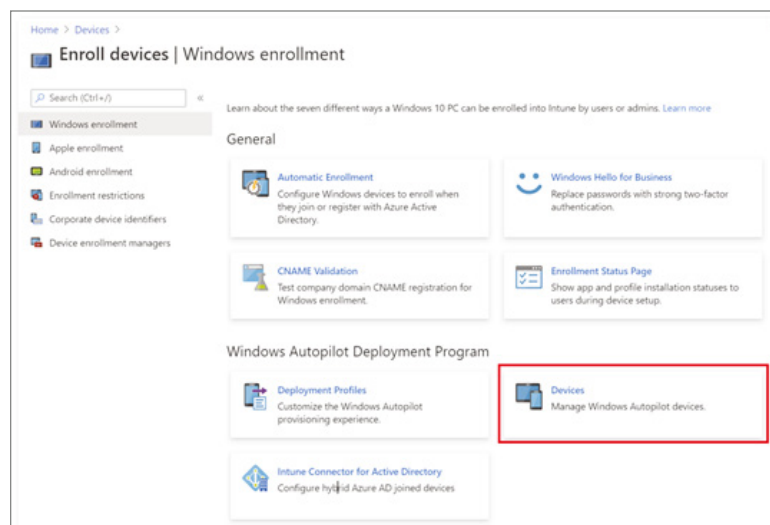 Home > Devices >
Enroll devices | Windows enrollment
Search (Ctrl+/)
«
Windows enrollment
Apple enrollment
Android enrollment
Enrollment restrictions
Corporate device identifiers
Device enrollment managers
Learn about the seven different ways a Windows 10 PC can be enrolled into Intune by users or admins. Learn more
General
Automatic Enrollment
Configure Windows devices to enroll when
they join or register with Azure Active
Directory.
Windows Hello for Business
Replace passwords with strong two-factor
authentication.
CNAME Validation
Test company domain CNAME registration for
Windows enrollment.
Enrollment Status Page
Show app and profile installation statuses to
users during device setup.
Windows Autopilot Deployment Program
Deployment Profiles
Customize the Windows Autopilot
provisioning experience.
Devices
Manage Windows Autopilot devices.
Intune Connector for Active Directory
Configure hybrid Azure AD joined devices